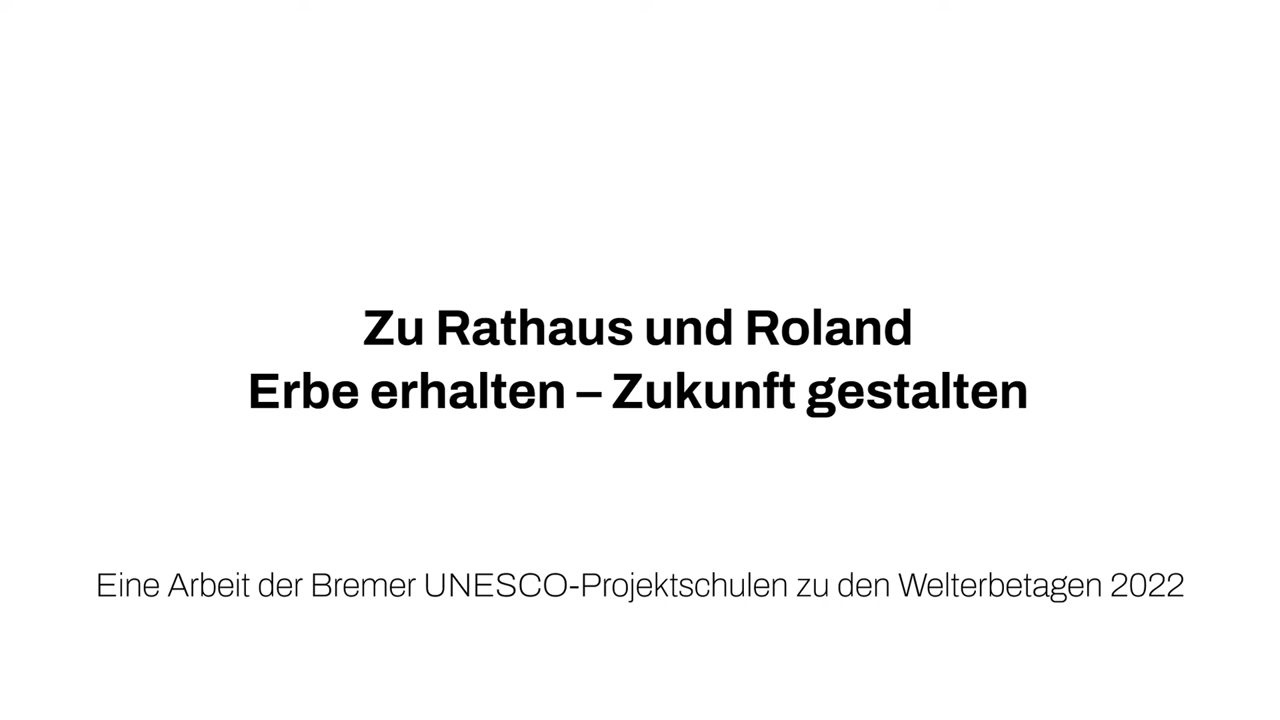 Zu Rathaus und Roland
Erbe erhalten – Zukunft gestalten
Eine Arbeit der Bremer UNESCO-Projektschulen zu den Welterbetagen 2022